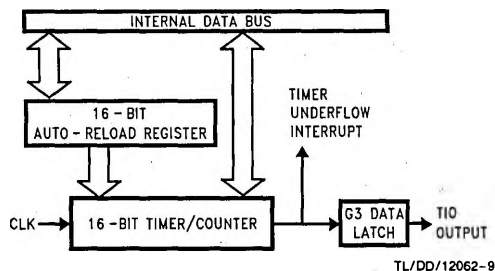 INTERNAL DATA BUS
16-BIT
AUTO-RELOAD REGISTER
TIMER
UNDERFLOW
INTERRUPT
CLK
16-BIT TIMER/COUNTER
G3 DATA
LATCH
TIO
OUTPUT
TL/DD/12062-9